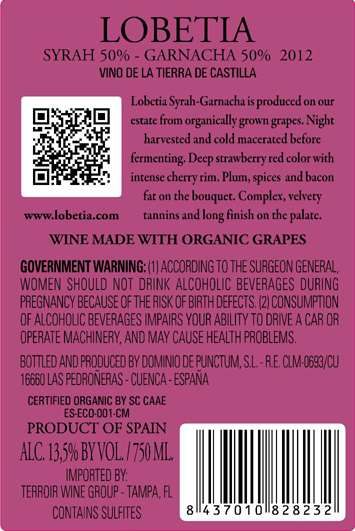 LOBETIA
SYRAH 50% - GARNACHA 50% 2012
VINO DE LA TIERRA DE CASTILLA
Lobetia Syrah-Garnacha is produced on our
estate from organically grown grapes. Night
harvested and cold macerated before
fermenting. Deep strawberry red color with
intense cherry rim. Plum, spices and bacon
fat on the bouquet. Complex, velvety
tannins and long finish on the palate.
www.lobetia.com
WINE MADE WITH ORGANIC GRAPES
GOVERNMENT WARNING: (1) ACCORDING TO THE SURGEON GENERAL,
WOMEN SHOULD NOT DRINK ALCOHOLIC BEVERAGES DURING
PREGNANCY BECAUSE OF THE RISK OF BIRTH DEFECTS. (2) CONSUMPTION
OF ALCOHOLIC BEVERAGES IMPAIRS YOUR ABILITY TO DRIVE A CAR OR
OPERATE MACHINERY, AND MAY CAUSE HEALTH PROBLEMS.
BOTTLED AND PRODUCED BY DOMINIO DE PUNCTUM, S.L. - R.E. CLM-0693/CU
16660 LAS PEDROÑERAS - CUENCA - ESPAÑA
CERTIFIED ORGANIC BY SC CAAE
ES-ECO-001-CM
PRODUCT OF SPAIN
ALC. 13,5% BY VOL. / 750 ML.
IMPORTED BY:
TERROIR WINE GROUP - TAMPA, FL
CONTAINS SULFITES
8 437010 828232